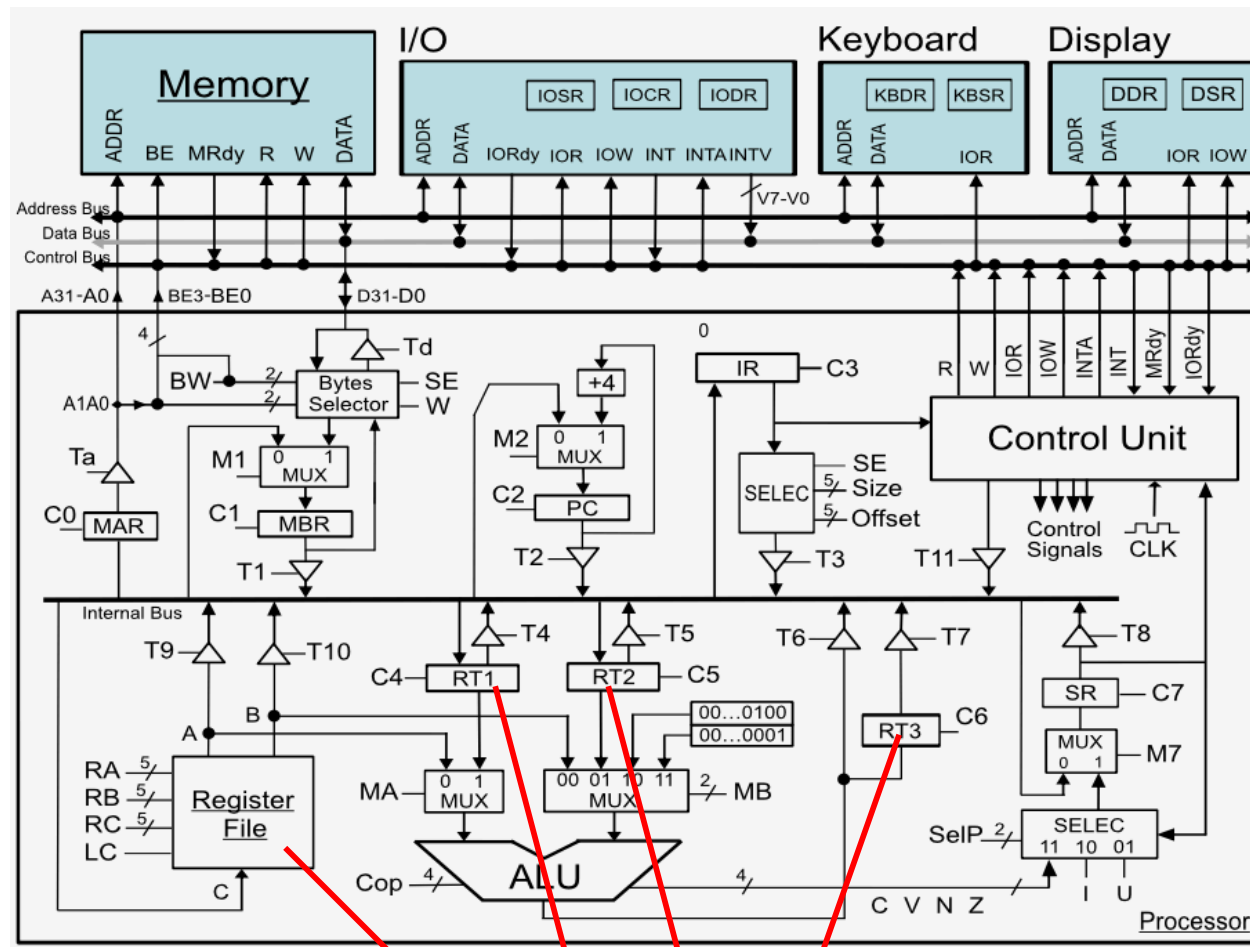 I/O
Keyboard
Display
Memory
IOSR
IOCR
IODR
KBDR
KBSR
DDR
DSR
ADDR
BE
MRdy
R
W
DATA
ADDR
DATA
IORdy
IOR
IOW
INT
INTA
INTV
ADDR
DATA
IOR
ADDR
DATA
IOR
IOW
V7-V0
Address Bus
Data Bus
Control Bus
A31-A0
BE3-BE0
D31-D0
0
4
Td
BW
2
Bytes
Selector
SE
W
A1A0
2
+4
IR
C3
R
W
IOR
IOW
INTA
INT
MRdy
IORdy
Control Unit
Ta
M1
0 1
MUX
M2
0 1
MUX
SELEC
SE
5
Size
5
Offset
C0
MAR
C1
MBR
C2
PC
Control
Signals
CLK
T1
T2
T3
T11
Internal Bus
T9
T10
T4
T5
T6
T7
T8
C4
RT1
RT2
C5
SR
C7
A
B
00...0100
00...0001
RT3
C6
MUX
0 1
M7
RA
5
RB
5
RC
5
LC
Register
File
MA
0 1
MUX
00 01 10 11
MUX
2
MB
SelP
2
SELEC
11 10 01
C
Cop
4
ALU
4
C V N Z
I
U
Processor